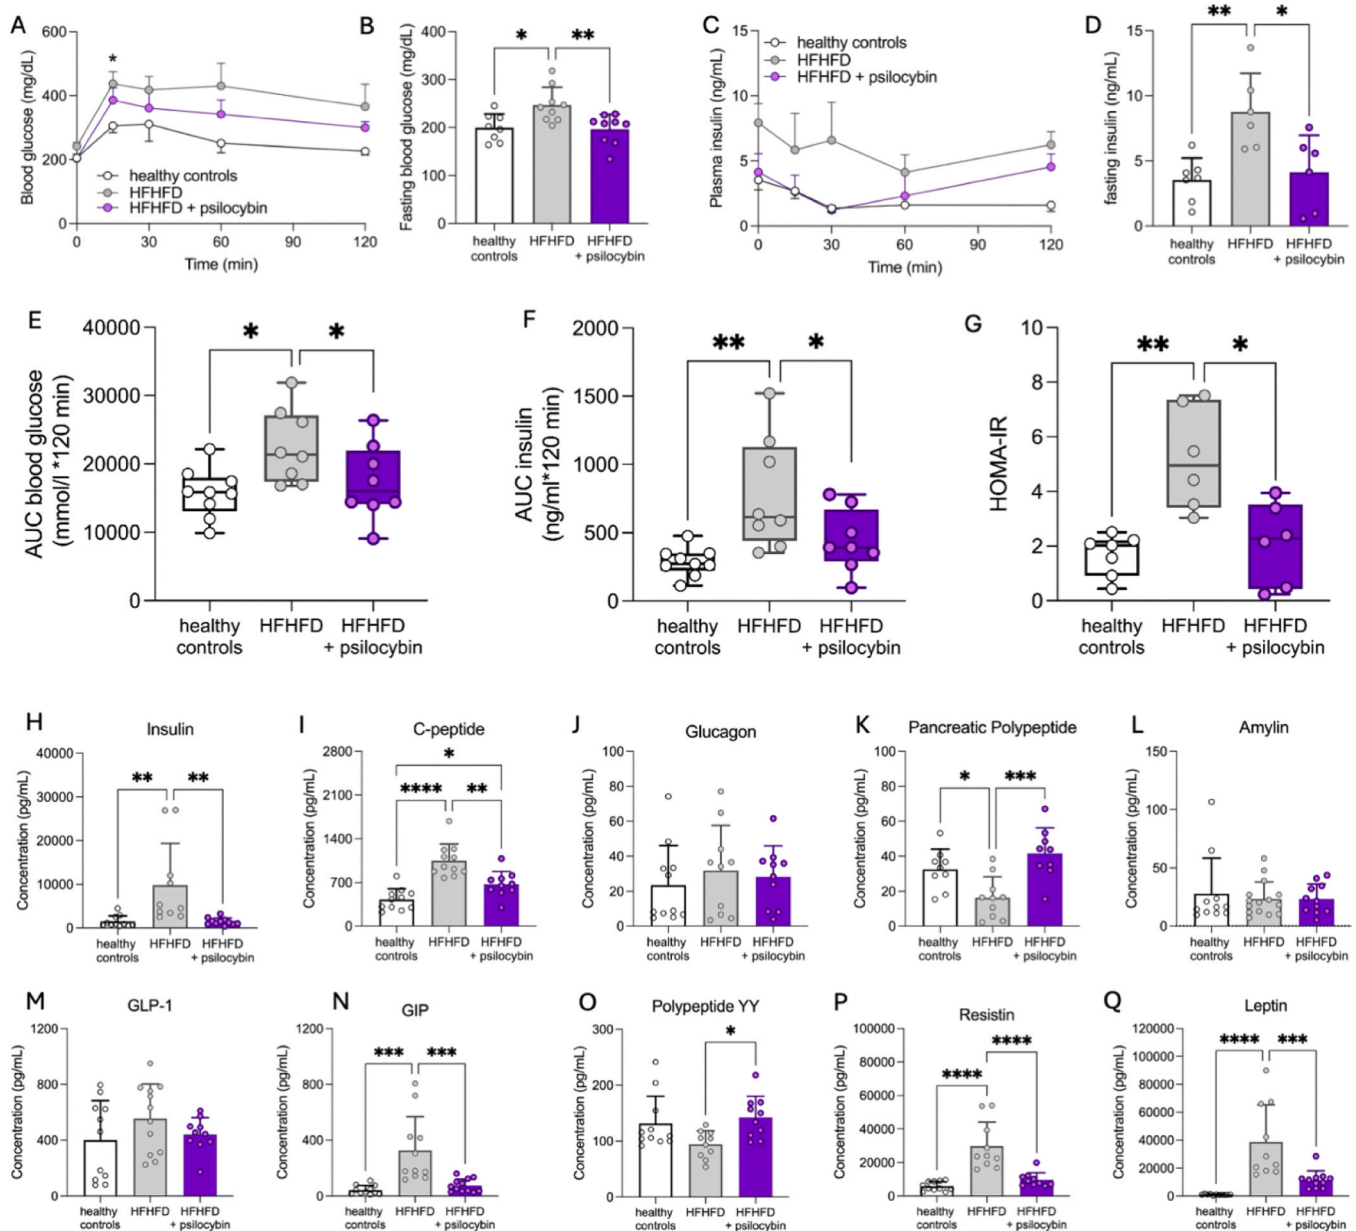 A
Blood glucose (mg/dL)
600
400
200
0
*
healthy controls
HFHFD
HFHFD + psilocybin
0 30 60 90 120
Time (min)
B
Fasting blood glucose (mg/dL)
400
300
200
100
0
* **
healthy controls
HFHFD
HFHFD + psilocybin
C
Plasma insulin (ng/mL)
15
10
5
0
healthy controls
HFHFD
HFHFD + psilocybin
0 30 60 90 120
Time (min)
D
fasting insulin (ng/mL)
15
10
5
0
** *
healthy controls
HFHFD
HFHFD + psilocybin
E
AUC blood glucose
(mmol/l *120 min)
40000
30000
20000
10000
0
* *
healthy controls
HFHFD
HFHFD + psilocybin
F
AUC insulin
(ng/ml*120 min)
2000
1500
1000
500
0
** *
healthy controls
HFHFD
HFHFD + psilocybin
G
HOMA-IR
10
8
6
4
2
0
** *
healthy controls
HFHFD
HFHFD + psilocybin
H
Insulin
Concentration (pg/mL)
40000
30000
20000
10000
0
** **
healthy controls
HFHFD
HFHFD + psilocybin
I
C-peptide
Concentration (pg/mL)
2800
2100
1400
700
0
*
**** **
healthy controls
HFHFD
HFHFD + psilocybin
J
Glucagon
Concentration (pg/mL)
100
80
60
40
20
0
healthy controls
HFHFD
HFHFD + psilocybin
K
Pancreatic Polypeptide
Concentration (pg/mL)
100
80
60
40
20
0
* ***
healthy controls
HFHFD
HFHFD + psilocybin
L
Amylin
Concentration (pg/mL)
150
100
50
0
healthy controls
HFHFD
HFHFD + psilocybin
M
GLP-1
Concentration (pg/mL)
1200
800
400
0
healthy controls
HFHFD
HFHFD + psilocybin
N
GIP
Concentration (pg/mL)
1200
800
400
0
*** ***
healthy controls
HFHFD
HFHFD + psilocybin
O
Polypeptide YY
Concentration (pg/mL)
300
200
100
0
*
healthy controls
HFHFD
HFHFD + psilocybin
P
Resistin
Concentration (pg/mL)
100000
80000
60000
40000
20000
0
****
****
healthy controls
HFHFD
HFHFD + psilocybin
Q
Leptin
Concentration (pg/mL)
120000
100000
80000
60000
40000
20000
0
**** ***
healthy controls
HFHFD
HFHFD + psilocybin